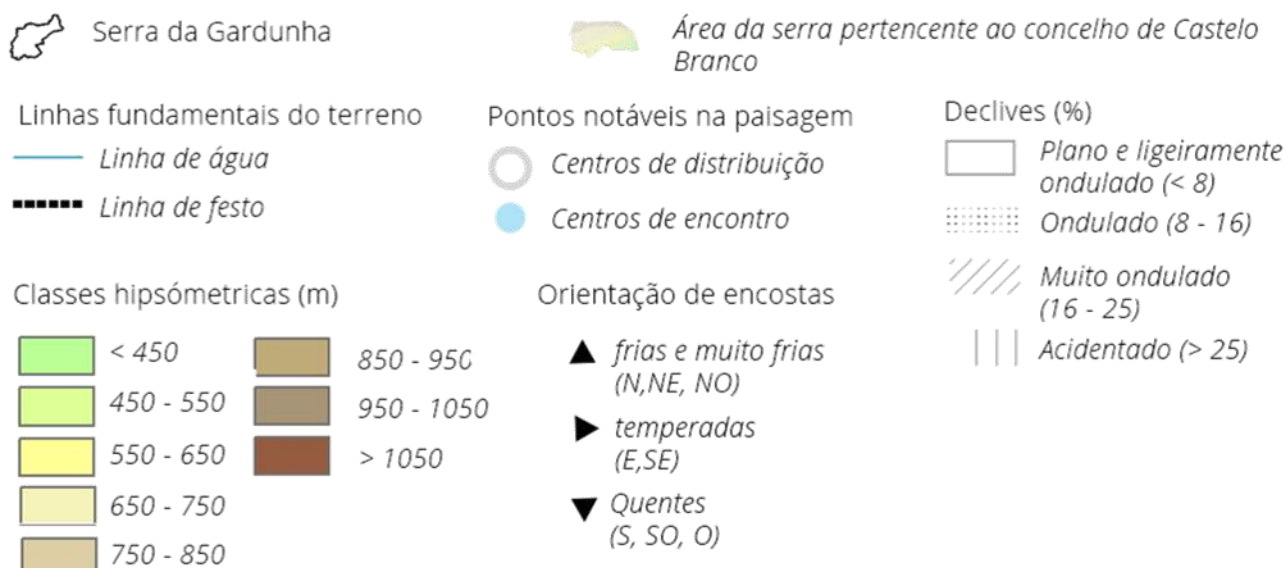 Serra da Gardunha
Área da serra pertencente ao concelho de Castelo
Branco
Linhas fundamentais do terreno
Linha de água
Linha de festo
Pontos notáveis na paisagem
Centros de distribuição
Centros de encontro
Declives (%)
Plano e ligeiramente
ondulado (< 8)
Ondulado (8 - 16)
Muito ondulado
(16 - 25)
Acidentado (> 25)
Classes hipsómetricas (m)
< 450
450 - 550
550 - 650
650 - 750
750 - 850
850 - 950
950 - 1050
> 1050
Orientação de encostas
frias e muito frias
(N,NE, NO)
temperadas
(E,SE)
Quentes
(S, SO, O)